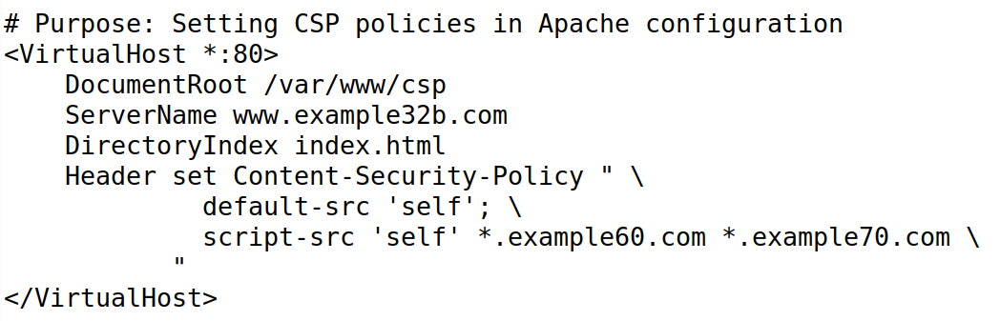 # Purpose: Setting CSP policies in Apache configuration
<VirtualHost *:80>
    DocumentRoot /var/www/csp
    ServerName www.example32b.com
    DirectoryIndex index.html
    Header set Content-Security-Policy " \
             default-src 'self'; \
             script-src 'self' *.example60.com *.example70.com \
           "
</VirtualHost>